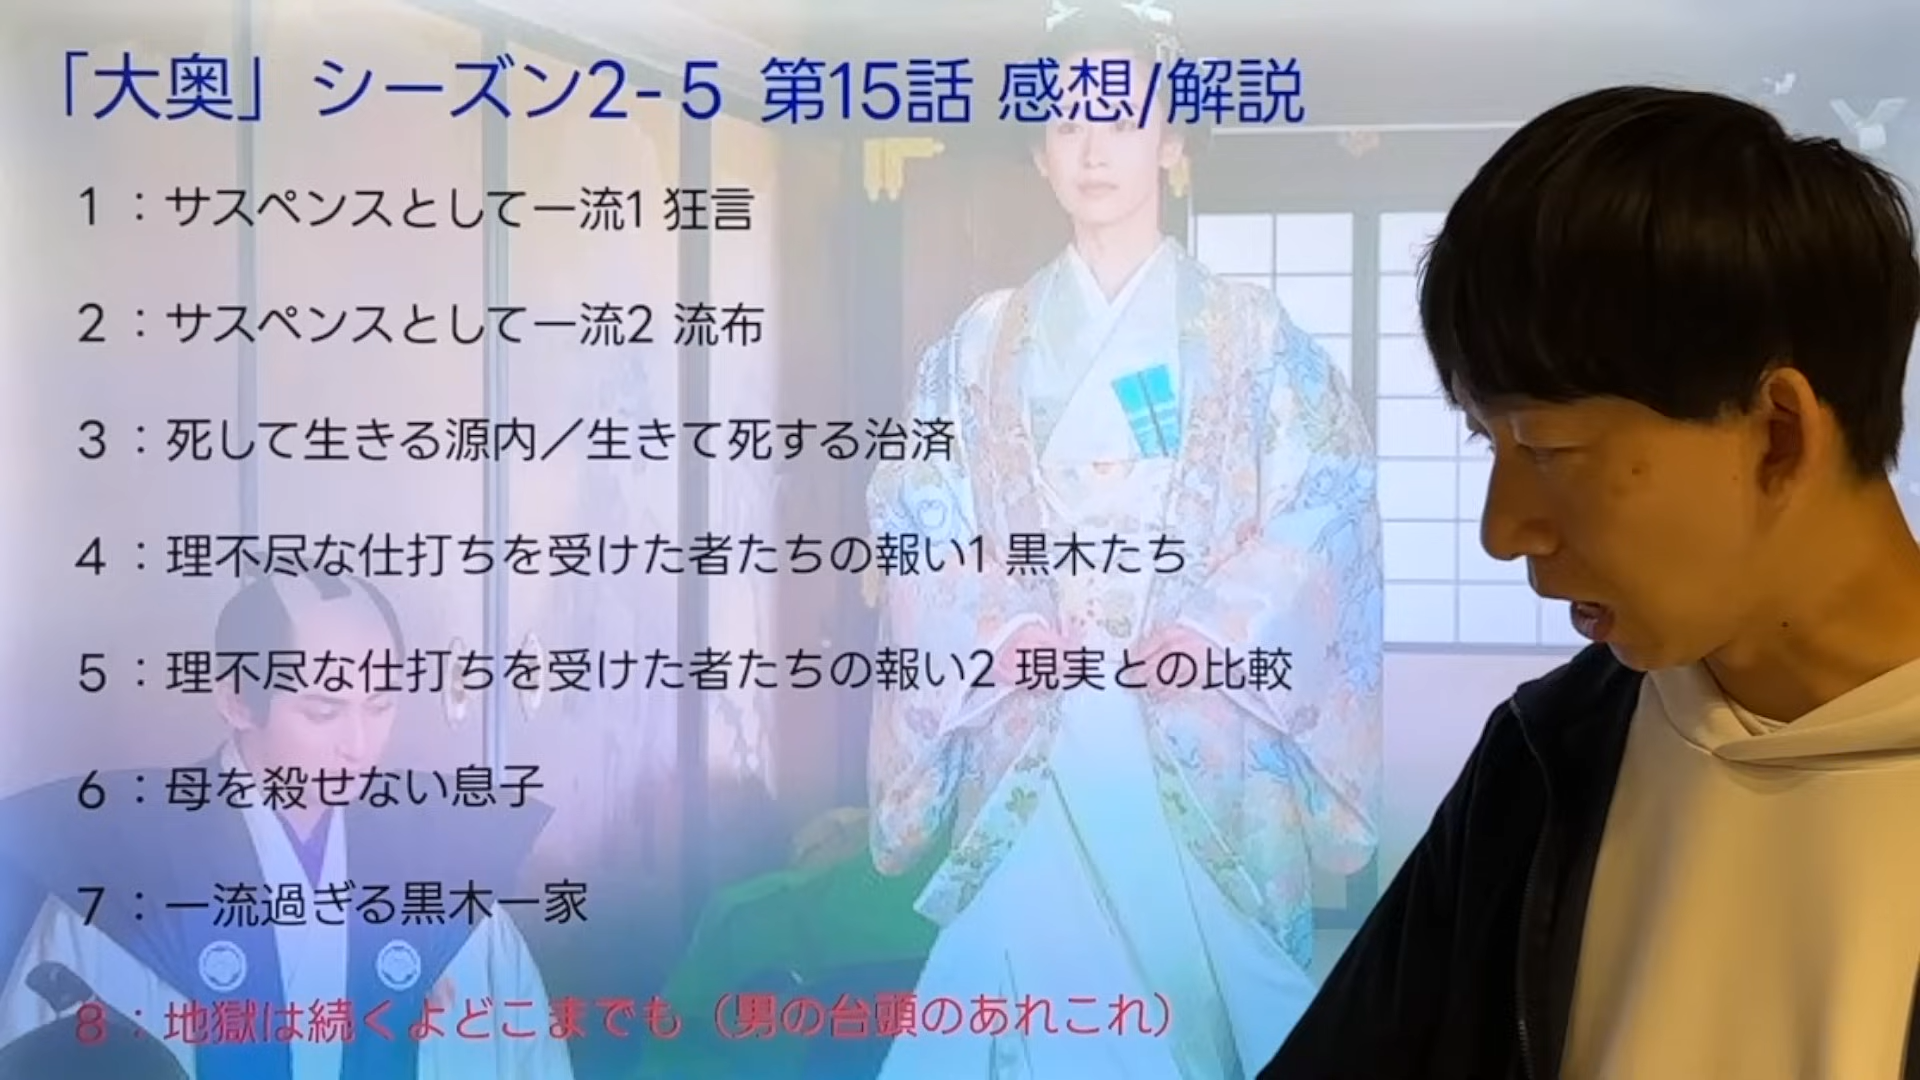 「大奥」シーズン2-5 第15話 感想/解説
1：サスペンスとして一流1 狂言
2：サスペンスとして一流2 流布
3：死して生きる源内／生きて死する治済
4：理不尽な仕打ちを受けた者たちの報い1 黒木たち
5：理不尽な仕打ちを受けた者たちの報い2 現実との比較
6：母を殺せない息子
7：一流過ぎる黒木一家
8：地獄は続くよどこまでも（男の台頭のあれこれ）